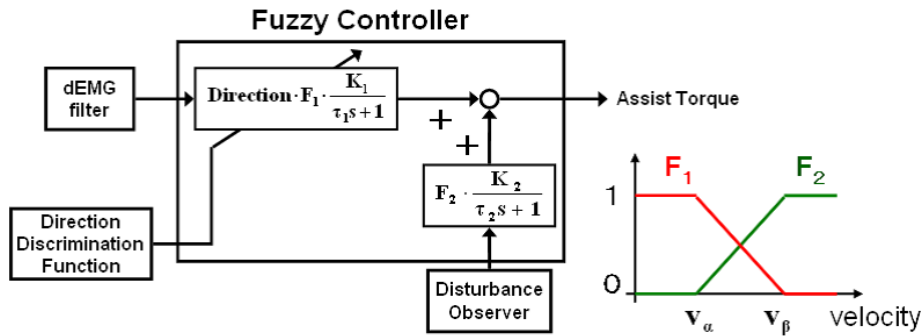 Fuzzy Controller
dEMG
filter
Direction · F₁ · K₁ / τ₁s + 1
+
+
Assist Torque
F₂ · K₂ / τ₂s + 1
Direction
Discrimination
Function
Disturbance
Observer
F₁ F₂
1
0
vα vβ velocity